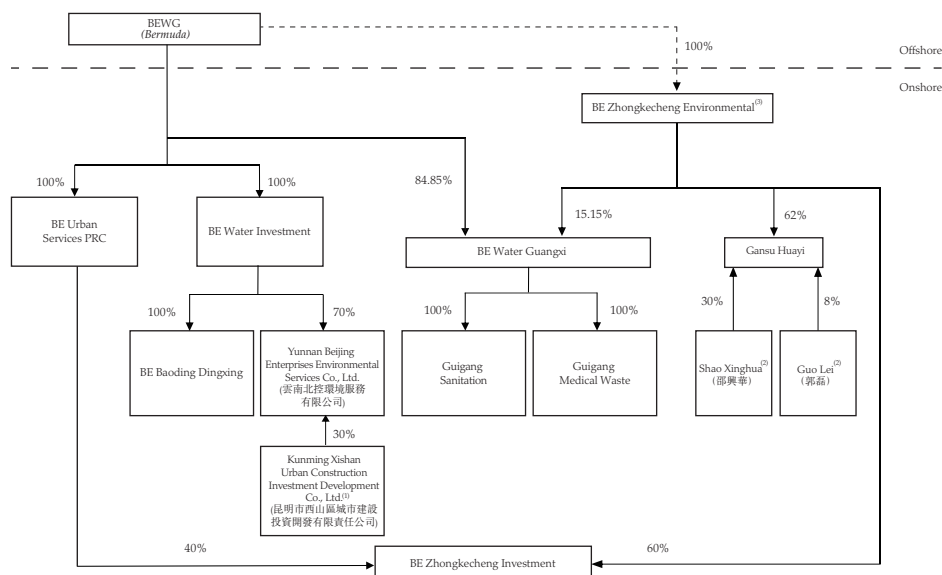 BEWG
(Bermuda)
100%
Offshore
Onshore
BE Zhongkecheng Environmental(3)
100%
100%
84.85%
15.15%
62%
BE Urban
Services PRC
BE Water Investment
BE Water Guangxi
Gansu Huayi
100%
70%
100%
100%
30%
8%
BE Baoding Dingxing
Yunnan Beijing
Enterprises Environmental
Services Co., Ltd.
(雲南北控環境服務
有限公司)
Guigang
Sanitation
Guigang
Medical Waste
Shao Xinghua(2)
(邵興華)
Guo Lei(2)
(郭磊)
30%
Kunming Xishan
Urban Construction
Investment Development
Co., Ltd.(1)
(昆明市西山區城市建設
投資開發有限責任公司)
40%
BE Zhongkecheng Investment
60%